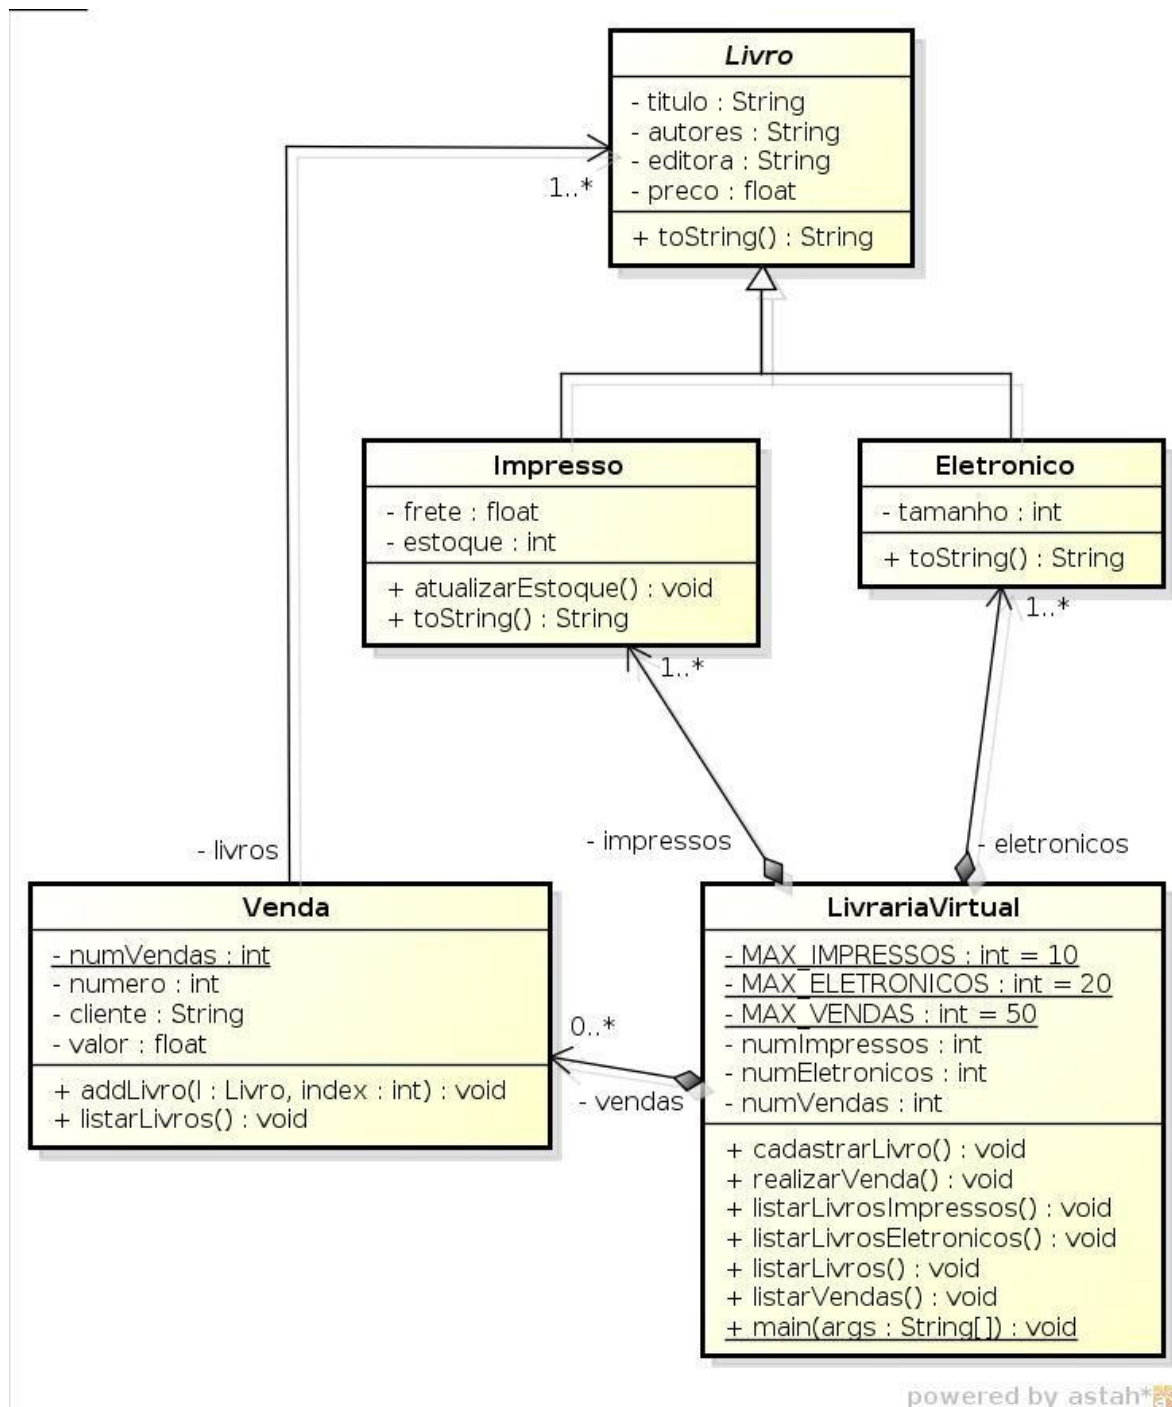 Livro
- titulo : String
- autores : String
- editora : String
- preco : float
+ toString() : String
1..*
Impresso
- frete : float
- estoque : int
+ atualizarEstoque() : void
+ toString() : String
1..*
Eletronico
- tamanho : int
+ toString() : String
1..*
- livros
- impressos
- eletronicos
Venda
- numVendas : int
- numero : int
- cliente : String
- valor : float
+ addLivro(l : Livro, index : int) : void
+ listarLivros() : void
0..*
- vendas
LivrariaVirtual
- MAX_IMPRESSOS : int = 10
- MAX_ELETRONICOS : int = 20
- MAX_VENDAS : int = 50
- numImpressos : int
- numEletronicos : int
- numVendas : int
+ cadastrarLivro() : void
+ realizarVenda() : void
+ listarLivrosImpressos() : void
+ listarLivrosEletronicos() : void
+ listarLivros() : void
+ listarVendas() : void
+ main(args : String[]) : void
powered by astah*